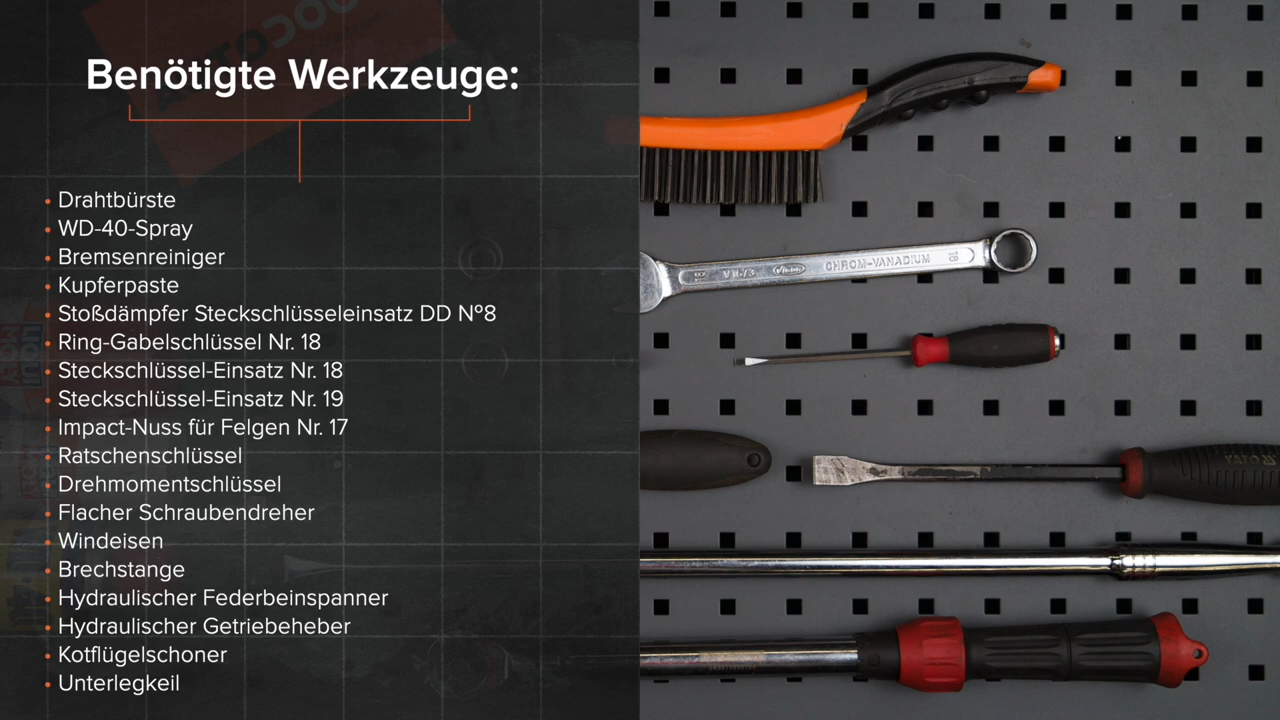 Benötigte Werkzeuge:
• Drahtbürste
• WD-40-Spray
• Bremsenreiniger
• Kupferpaste
• Stoßdämpfer Steckschlüsseleinsatz DD Nº8
• Ring-Gabelschlüssel Nr. 18
• Steckschlüssel-Einsatz Nr. 18
• Steckschlüssel-Einsatz Nr. 19
• Impact-Nuss für Felgen Nr. 17
• Ratschenschlüssel
• Drehmomentschlüssel
• Flacher Schraubendreher
• Windeisen
• Brechstange
• Hydraulischer Federbeinspanner
• Hydraulischer Getriebeheber
• Kotflügelschoner
• Unterlegkeil
18 CHROM-VANADIUM 18